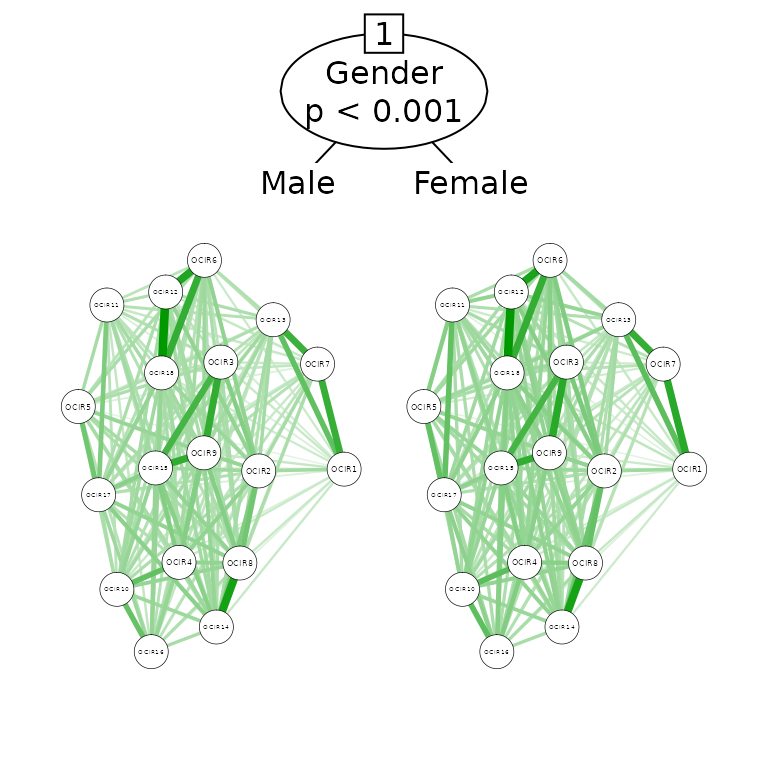 1
Gender
p < 0.001
Male
Female
OCIR6
OCIR12
OCIR11
OCIR13
OCIR3
OCIR7
OCIR18
OCIR5
OCIR9
OCIR15
OCIR2
OCIR1
OCIR17
OCIR4
OCIR8
OCIR10
OCIR14
OCIR16
OCIR6
OCIR12
OCIR11
OCIR13
OCIR3
OCIR7
OCIR18
OCIR5
OCIR9
OCIR15
OCIR2
OCIR1
OCIR17
OCIR4
OCIR8
OCIR10
OCIR14
OCIR16